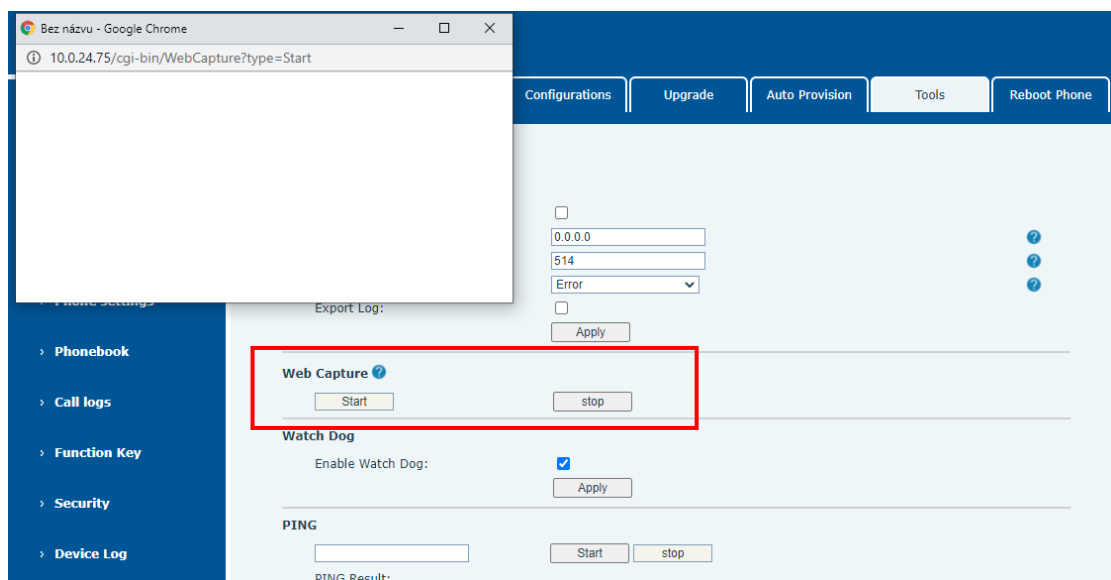 Bez názvu - Google Chrome
10.0.24.75/cgi-bin/WebCapture?type=Start
Configurations Upgrade Auto Provision Tools Reboot Phone
0.0.0.0
514
Error
Phone settings
Export Log:
Apply
› Phonebook
Web Capture ?
› Call logs
Start stop
Watch Dog
› Function Key
Enable Watch Dog:
Apply
› Security
PING
› Device Log
Start stop
PING Result: